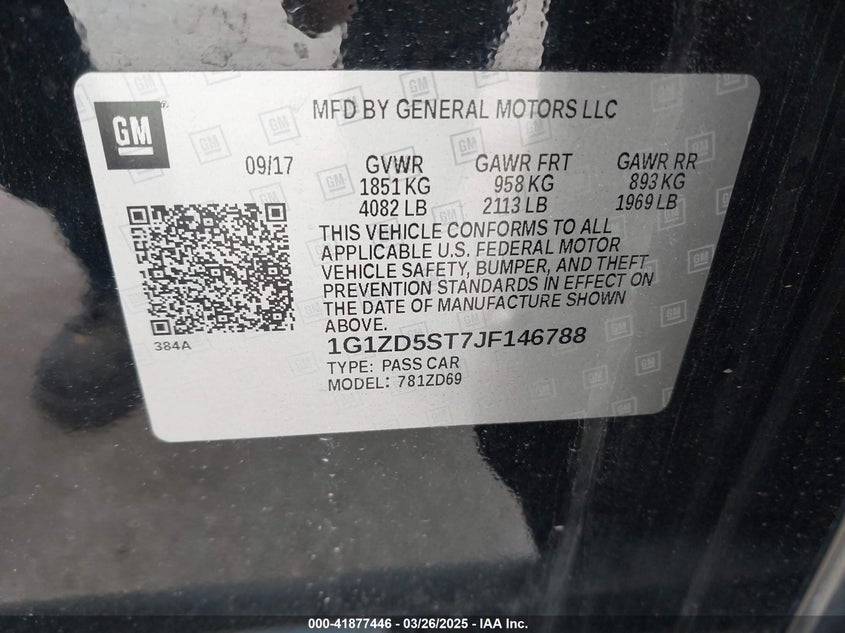 GM
MFD BY GENERAL MOTORS LLC
09/17 GVWR GAWR FRT GAWR RR
1851 KG 958 KG 893 KG
4082 LB 2113 LB 1969 LB
THIS VEHICLE CONFORMS TO ALL
APPLICABLE U.S. FEDERAL MOTOR
VEHICLE SAFETY, BUMPER, AND THEFT
PREVENTION STANDARDS IN EFFECT ON
THE DATE OF MANUFACTURE SHOWN
ABOVE.
384A
1G1ZD5ST7JF146788
TYPE: PASS CAR
MODEL: 781ZD69
000-41877446 - 03/26/2025 - IAA Inc.